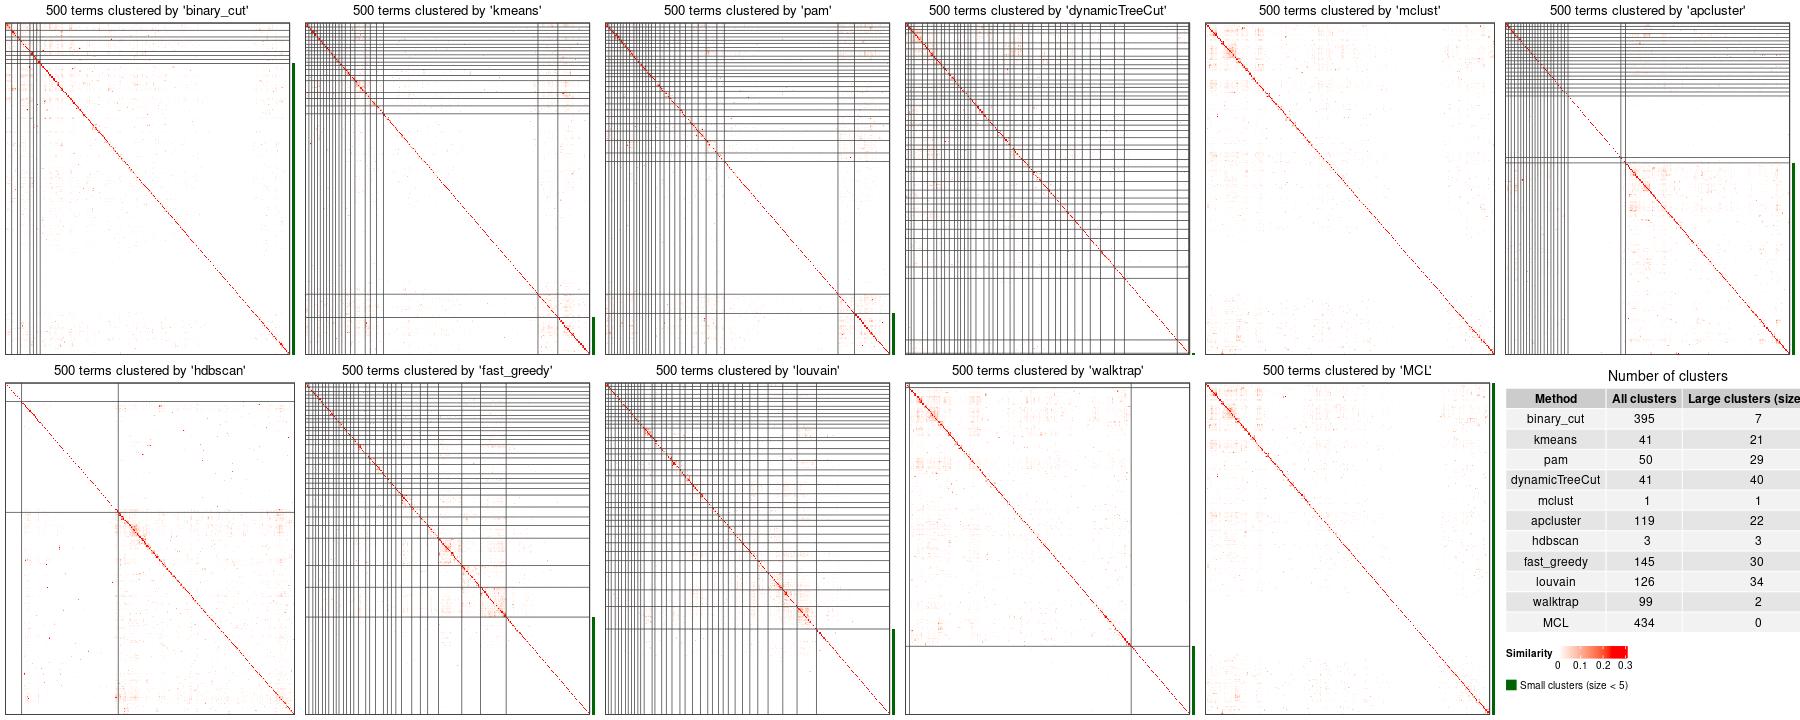 500 terms clustered by 'binary_cut'
500 terms clustered by 'kmeans'
500 terms clustered by 'pam'
500 terms clustered by 'dynamicTreeCut'
500 terms clustered by 'mclust'
500 terms clustered by 'apcluster'
500 terms clustered by 'hdbscan'
500 terms clustered by 'fast_greedy'
500 terms clustered by 'louvain'
500 terms clustered by 'walktrap'
500 terms clustered by 'MCL'
Number of clusters
Method All clusters Large clusters (size
binary_cut 395 7
kmeans 41 21
pam 50 29
dynamicTreeCut 41 40
mclust 1 1
apcluster 119 22
hdbscan 3 3
fast_greedy 145 30
louvain 126 34
walktrap 99 2
MCL 434 0
Similarity
0 0.1 0.2 0.3
Small clusters (size < 5)